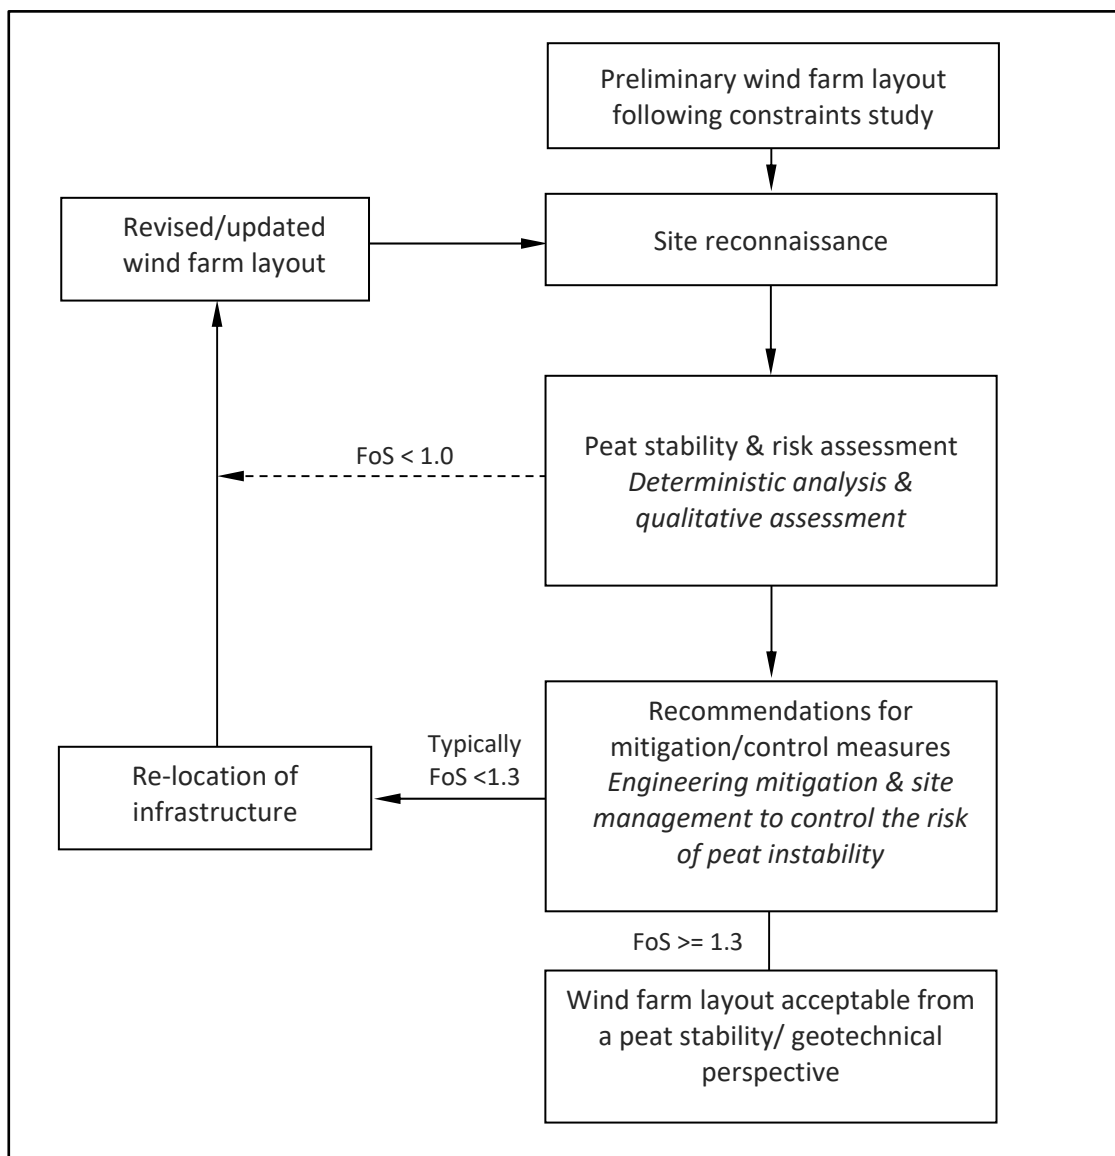 Preliminary wind farm layout
following constraints study
Revised/updated
wind farm layout
Site reconnaissance
FoS < 1.0
Peat stability & risk assessment
Deterministic analysis &
qualitative assessment
Typically
FoS <1.3
Re-location of
infrastructure
Recommendations for
mitigation/control measures
Engineering mitigation & site
management to control the risk
of peat instability
FoS >= 1.3
Wind farm layout acceptable from
a peat stability/ geotechnical
perspective